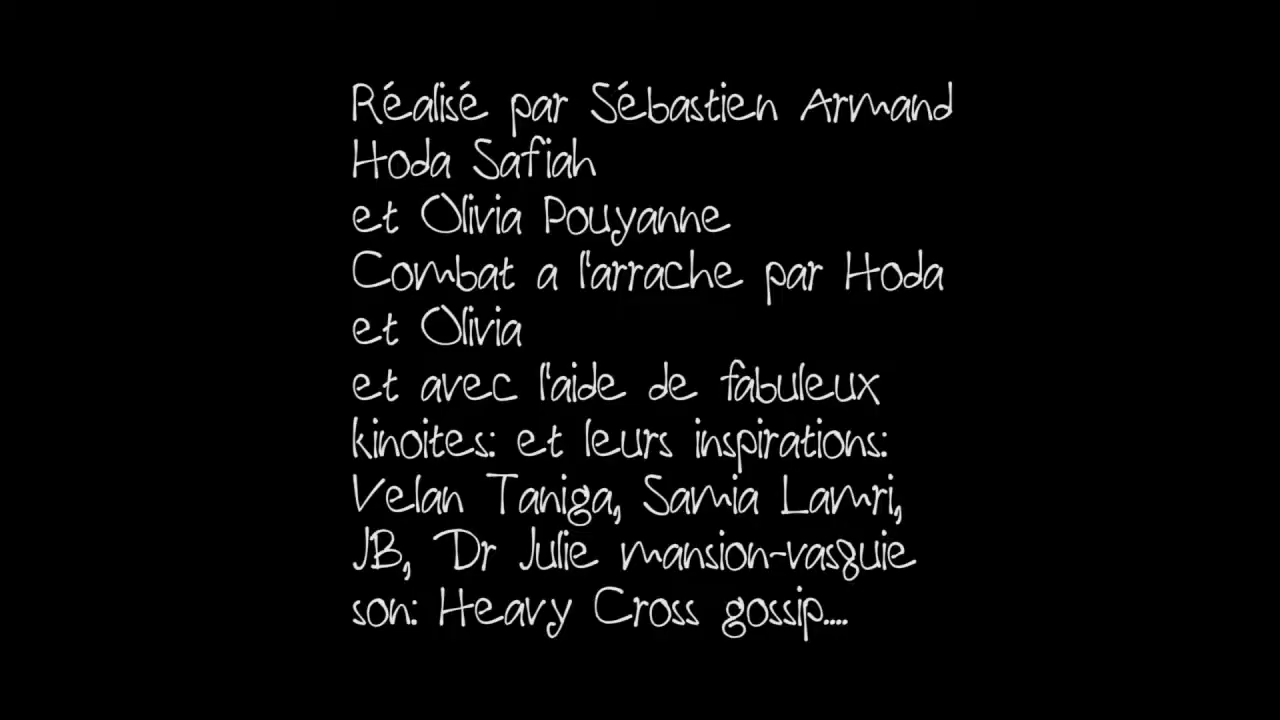 Réalisé par Sébastien Armand
Hoda Safiah
et Olivia Pouyanne
Combat a l'arrache par Hoda
et Olivia
et avec l'aide de fabuleux
kinoites: et leurs inspirations:
Velan Taniga, Samia Lamri,
JB, Dr Julie mansion-vasquie
son: Heavy Cross gossip....